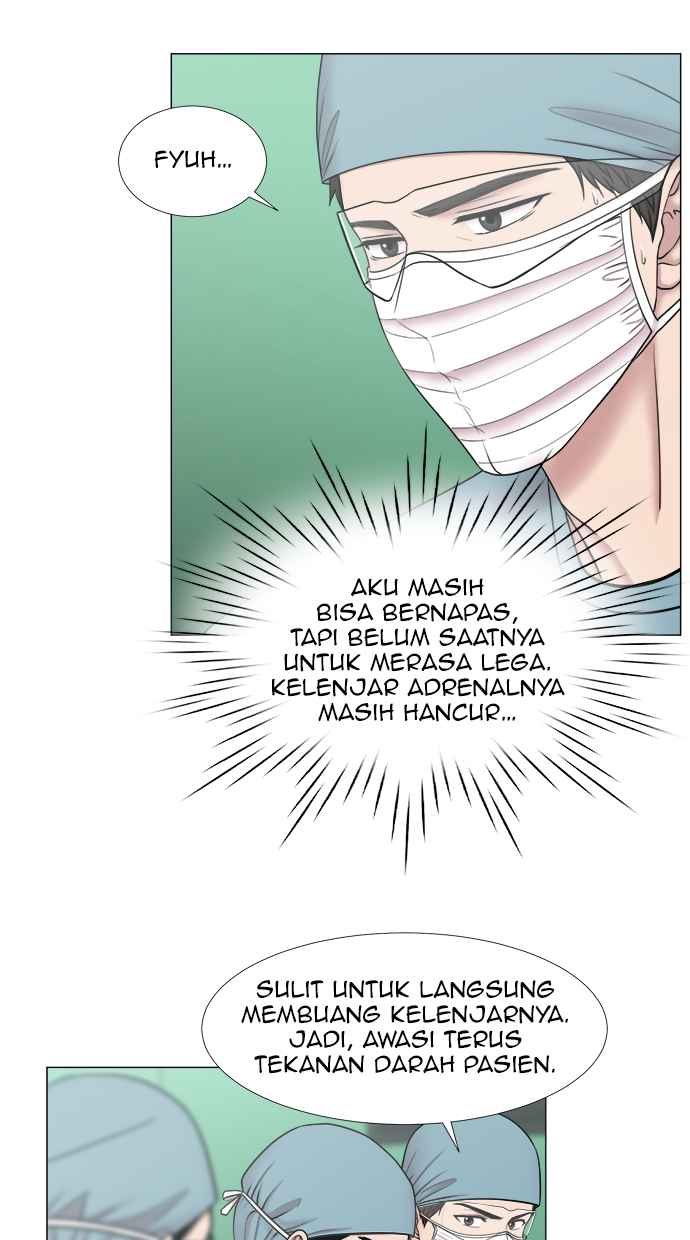 FYUH...
AKU MASIH
BISA BERNAPAS,
TAPI BELUM SAATNYA
UNTUK MERASA LEGA.
KELENJAR ADRENALNYA
MASIH HANCUR...
SULIT UNTUK LANGSUNG
MEMBUANG KELENJARNYA.
JADI, AWASI TERUS
TEKANAN DARAH PASIEN.